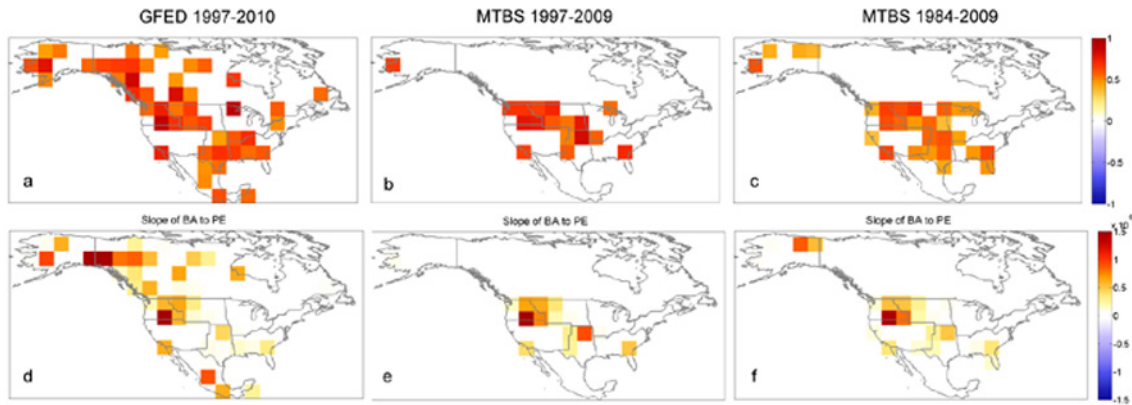 GFED 1997-2010
MTBS 1997-2009
MTBS 1984-2009
1
0.5
0
-0.5
-1
a
b
c
Slope of BA to PE
Slope of BA to PE
Slope of BA to PE
1.5
1
0.5
0
-0.5
-1
-1.5
d
e
f